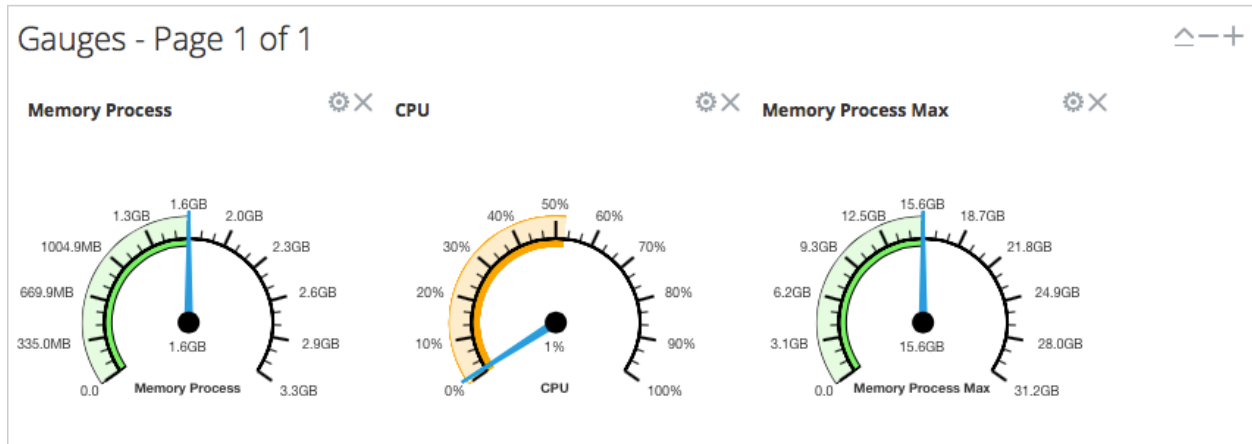 Gauges - Page 1 of 1
Memory Process
CPU
Memory Process Max
0.0
335.0MB
669.9MB
1004.9MB
1.3GB
1.6GB
2.0GB
2.3GB
2.6GB
2.9GB
3.3GB
1.6GB
Memory Process
0%
10%
20%
30%
40%
50%
60%
70%
80%
90%
100%
1%
CPU
0.0
3.1GB
6.2GB
9.3GB
12.5GB
15.6GB
18.7GB
21.8GB
24.9GB
28.0GB
31.2GB
15.6GB
Memory Process Max